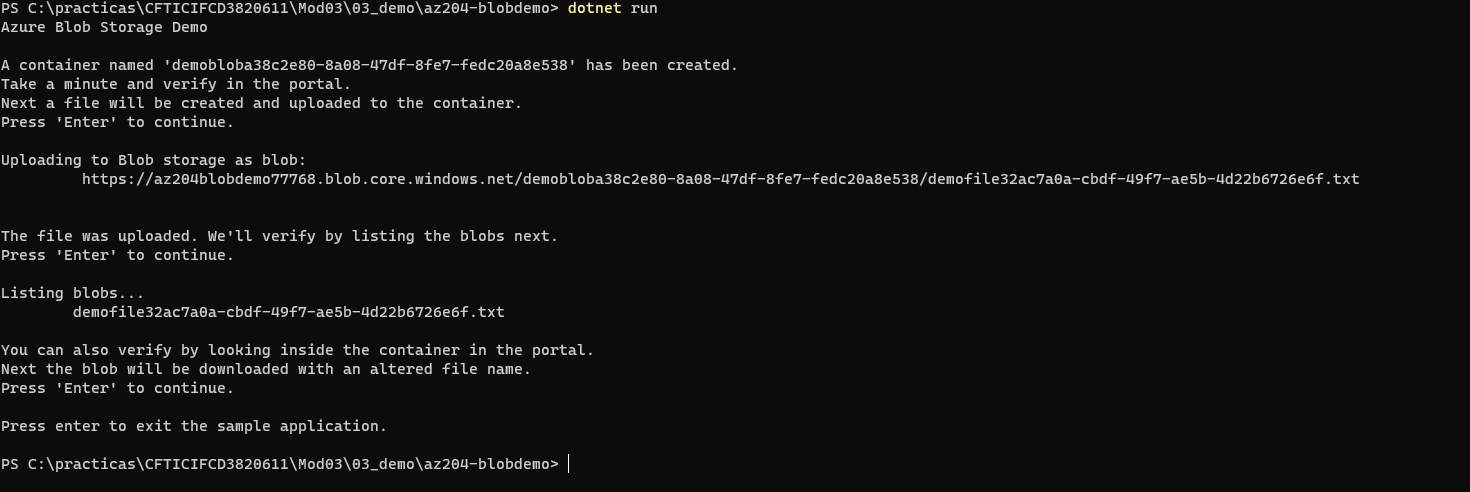 PS C:\practicas\CFTICIFCD3820611\Mod03\03_demo\az204-blobdemo> dotnet run
Azure Blob Storage Demo
A container named 'demobloba38c2e80-8a08-47df-8fe7-fedc20a8e538' has been created.
Take a minute and verify in the portal.
Next a file will be created and uploaded to the container.
Press 'Enter' to continue.
Uploading to Blob storage as blob:
https://az204blobdemo77768.blob.core.windows.net/demobloba38c2e80-8a08-47df-8fe7-fedc20a8e538/demofile32ac7a0a-cbdf-49f7-ae5b-4d22b6726e6f.txt
The file was uploaded. We'll verify by listing the blobs next.
Press 'Enter' to continue.
Listing blobs...
demofile32ac7a0a-cbdf-49f7-ae5b-4d22b6726e6f.txt
You can also verify by looking inside the container in the portal.
Next the blob will be downloaded with an altered file name.
Press 'Enter' to continue.
Press enter to exit the sample application.
PS C:\practicas\CFTICIFCD3820611\Mod03\03_demo\az204-blobdemo>